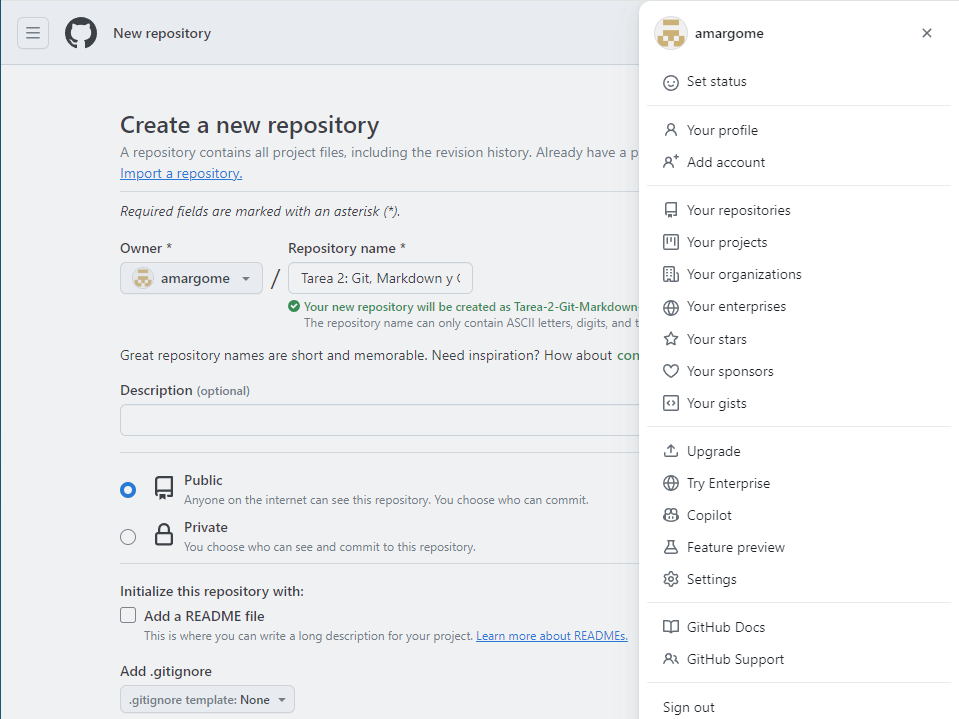 New repository
Create a new repository
A repository contains all project files, including the revision history. Already have a p
Import a repository.
Required fields are marked with an asterisk (*).
Owner *
Repository name *
amargome
/
Tarea 2: Git, Markdown y
Your new repository will be created as Tarea-2-Git-Markdown-
The repository name can only contain ASCII letters, digits, and
Great repository names are short and memorable. Need inspiration? How about
Description (optional)
Public
Anyone on the internet can see this repository. You choose who can commit.
Private
You choose who can see and commit to this repository.
Initialize this repository with:
Add a README file
This is where you can write a long description for your project. Learn more about READMEs.
Add .gitignore
.gitignore template: None
amargome
Set status
Your profile
Add account
Your repositories
Your projects
Your organizations
Your enterprises
Your stars
Your sponsors
Your gists
Upgrade
Try Enterprise
Copilot
Feature preview
Settings
GitHub Docs
GitHub Support
Sign out